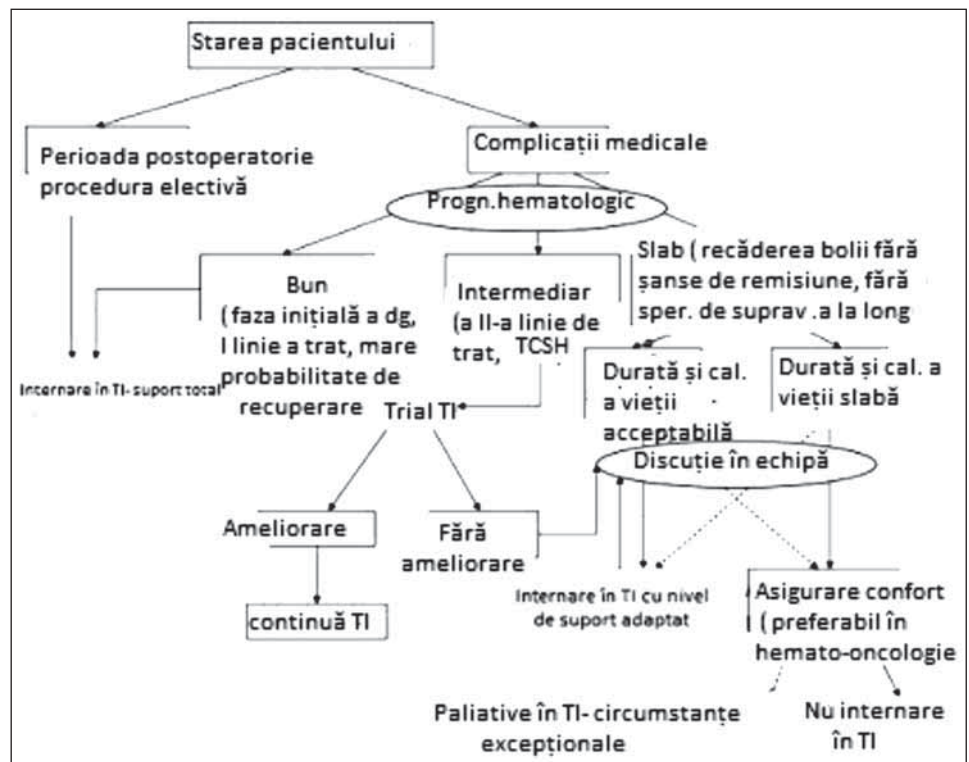 Starea pacientului
Perioada postoperatorie
procedura electivă
Complicații medicale
Progn.hematologic
Bun
(faza inițială a dg,
I linie a trat, mare
probabilitate de
recuperare
Intermediar
(a II-a linie de
trat, TCSH
Slab (recăderea bolii fără
șanse de remisiune, fără
sper. de suprav .a la long
Internare în TI- suport total
Trial TI
Durată și cal.
a vieții
acceptabilă
Durată și cal. a
vieții slabă
Discuție în echipă
Ameliorare
Fără
ameliorare
continuă TI
Internare în TI cu nivel
de suport adaptat
Asigurare confort
(preferabil în
hemato-oncologie
Paliative în TI- circumstanțe
excepționale
Nu internare
în TI